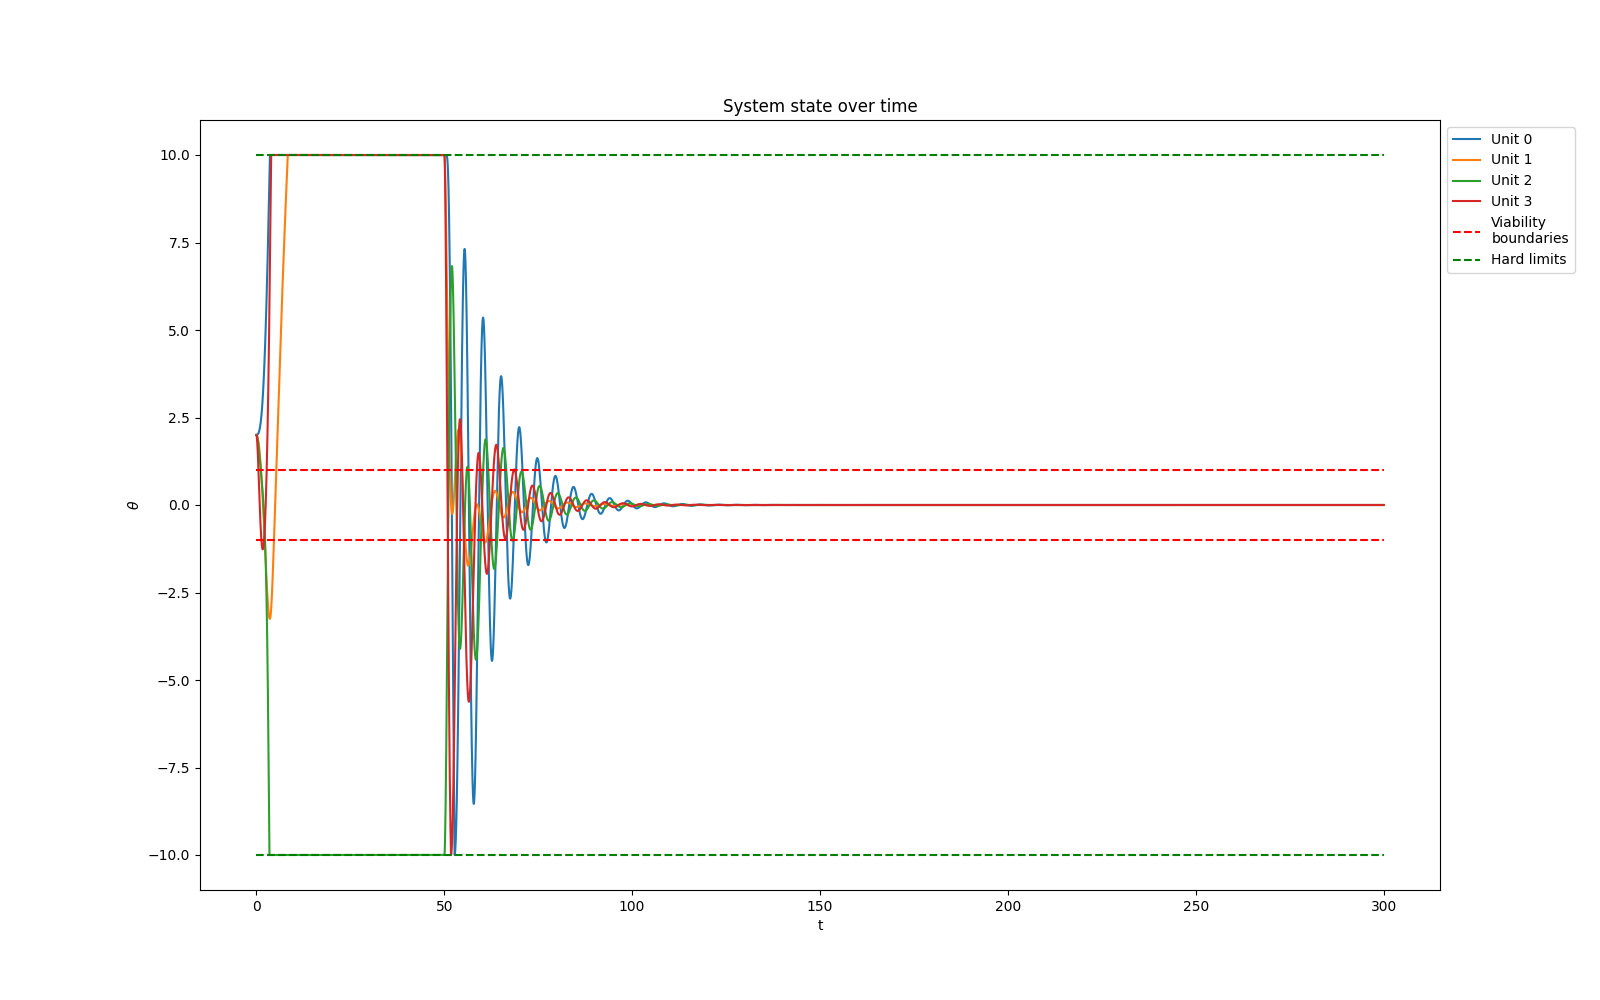 System state over time
10.0
7.5
5.0
2.5
0.0
−2.5
−5.0
−7.5
−10.0
θ
0
50
100
150
200
250
300
t
Unit 0
Unit 1
Unit 2
Unit 3
Viability
boundaries
Hard limits